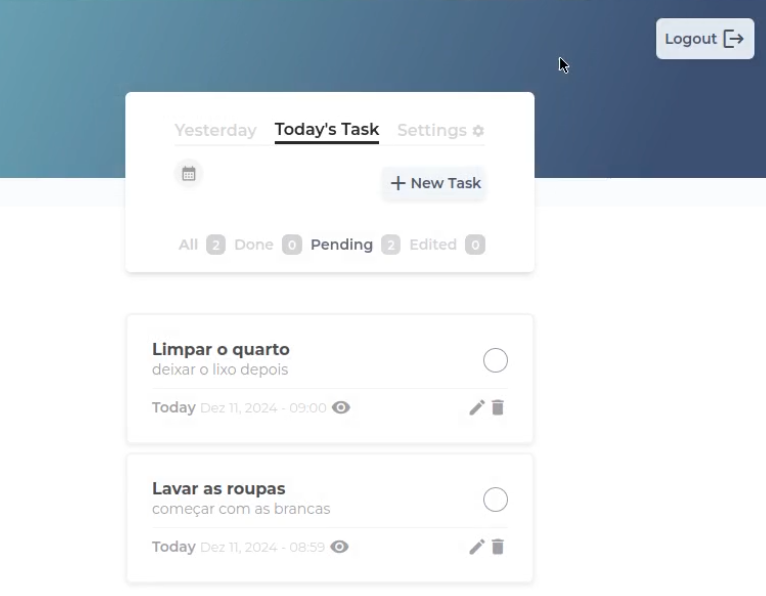 Logout
Yesterday Today's Task Settings
+ New Task
All 2 Done 0 Pending 2 Edited 0
Limpar o quarto
deixar o lixo depois
Today Dez 11, 2024 - 09:00
Lavar as roupas
começar com as brancas
Today Dez 11, 2024 - 08:59